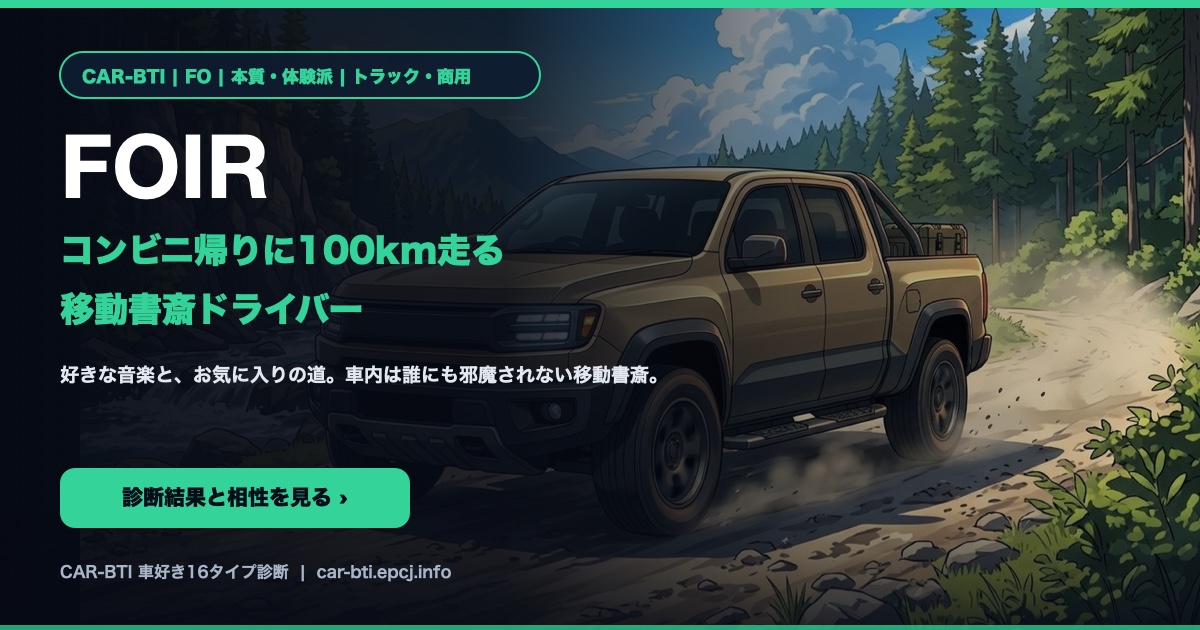 CAR-BTI | FO | 本質・体験派 | トラック・商用
FOIR
コンビニ帰りに100km走る
移動書斎ドライバー
好きな音楽と、お気に入りの道。車内は誰にも邪魔されない移動書斎。
診断結果と相性を見る ›
CAR-BTI 車好き16タイプ診断 | car-bti.epcj.info